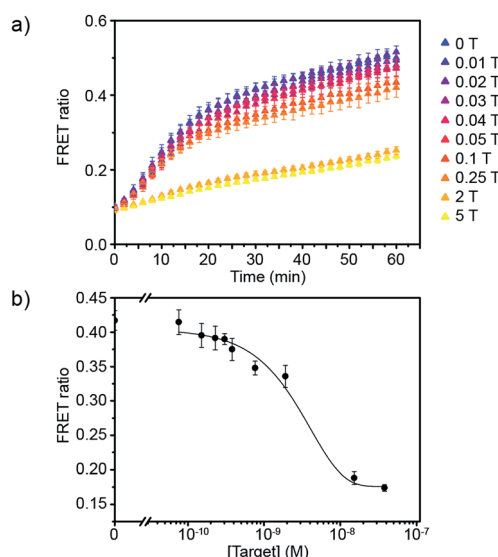 a)
FRET ratio
0.6
0.4
0.2
0.0
0 10 20 30 40 50 60
Time (min)
0 T
0.01 T
0.02 T
0.03 T
0.04 T
0.05 T
0.1 T
0.25 T
2 T
5 T
b)
FRET ratio
0.45
0.40
0.35
0.30
0.25
0.20
0.15
0 10⁻¹⁰ 10⁻⁹ 10⁻⁸ 10⁻⁷
[Target] (M)